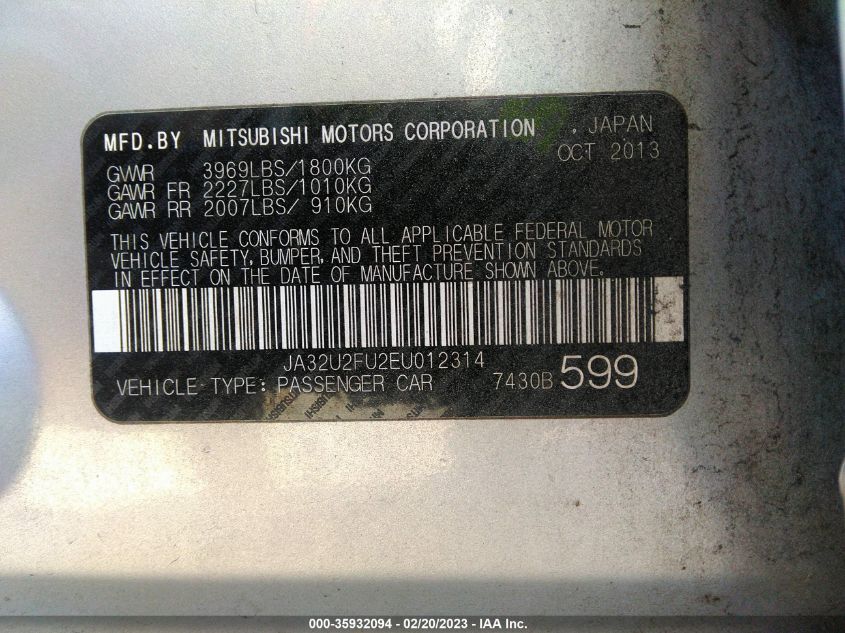 MFD.BY MITSUBISHI MOTORS CORPORATION . JAPAN
GVWR 3969LBS/1800KG OCT 2013
GAWR FR 2227LBS/1010KG
GAWR RR 2007LBS/ 910KG
THIS VEHICLE CONFORMS TO ALL APPLICABLE FEDERAL MOTOR
VEHICLE SAFETY, BUMPER, AND THEFT PREVENTION STANDARDS
IN EFFECT ON THE DATE OF MANUFACTURE SHOWN ABOVE.
JA32U2FU2EU012314
VEHICLE-TYPE: PASSENGER CAR 7430B 599
000-35932094 - 02/20/2023 - IAA Inc.